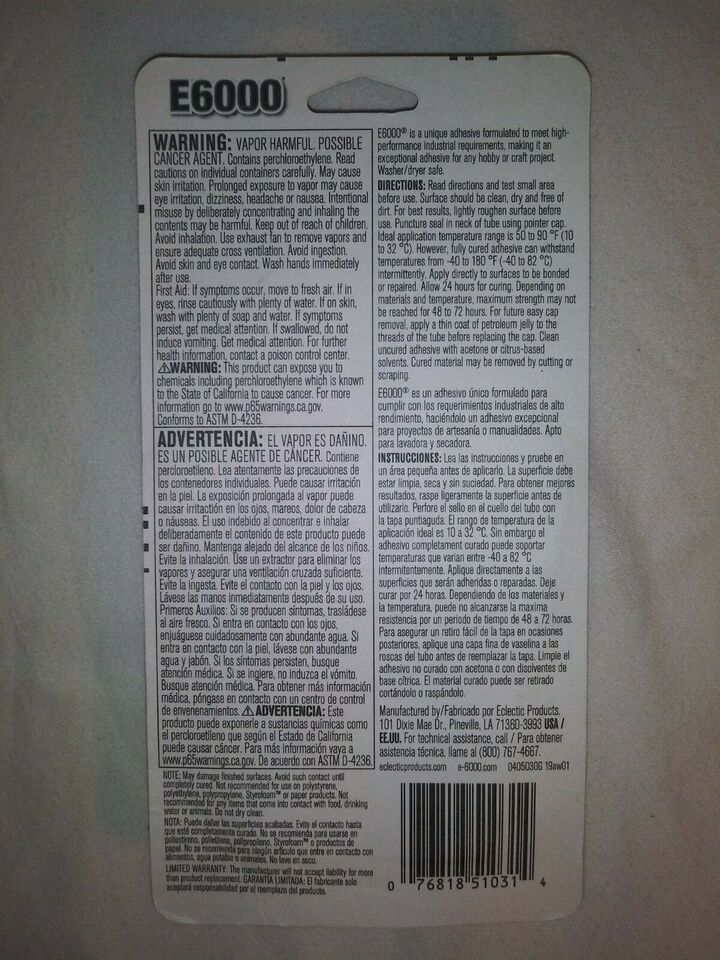 E6000
WARNING: VAPOR HARMFUL. POSSIBLE
CANCER AGENT. Contains perchloroethylene. Read
cautions on individual containers carefully. May cause
skin irritation. Prolonged exposure to vapor may cause
eye irritation, dizziness, headache or nausea. Intentional
misuse by deliberately concentrating and inhaling the
contents may be harmful. Keep out of reach of children.
Avoid inhalation. Use exhaust fan to remove vapors and
ensure adequate cross ventilation. Avoid ingestion.
Avoid skin and eye contact. Wash hands immediately
after use.
First Aid: If symptoms occur, move to fresh air. If in
eyes, rinse cautiously with plenty of water. If on skin,
wash with plenty of soap and water. If symptoms
persist, get medical attention. If swallowed, do not
induce vomiting. Get medical attention. For further
health information, contact a poison control center.
⚠WARNING: This product can expose you to
chemicals including perchloroethylene which is known
to the State of California to cause cancer. For more
information go to www.p65warnings.ca.gov.
Conforms to ASTM D-4236.
ADVERTENCIA: EL VAPOR ES DAÑINO.
ES UN POSIBLE AGENTE DE CÁNCER. Contiene
percloroetileno. Lea atentamente las precauciones de
los contenedores individuales. Puede causar irritación
en la piel. La exposición prolongada al vapor puede
causar irritactión en los ojos, mareos, dolor de cabeza
o náuseas. El uso indebido al concentrar e inhalar
deliberadamente el contenido de este producto puede
ser dañino. Mantenga alejado del alcance de los niños.
Evite la inhalación. Use un extractor para eliminar los
vapores y asegurar una ventilación cruzada suficiente.
Evite la ingesta. Evite el contacto con la piel y los ojos.
Lávese las manos inmediatamente después de su uso.
Primeros Auxilios: Si se producen síntomas, trasládese
al aire fresco. Si entra en contacto con los ojos,
enjuáguese cuidadosamente con abundante agua. Si
entra en contacto con la piel, lávese con abundante
agua y jabón. Si los síntomas persisten, busque
atención médica. Si se ingiere, no induzca el vómito.
Busque atención médica. Para obtener más información
médica, póngase en contacto con un centro de control
de envenenamientos. ⚠ADVERTENCIA: Este
producto puede exponerle a sustancias químicas como
el percloroetileno que según el Estado de California
puede causar cáncer. Para más información vaya a
www.p65warnings.ca.gov. De acuerdo con ASTM D-4236.
NOTE: May damage finished surfaces. Avoid such contact until
completely cured. Not recommended for use on polystyrene,
polyethylene, polypropylene, Styrofoam™ or paper products. Not
recommended for any items that come into contact with food, drinking
water or animals. Do not dry clean.
NOTA: Puede dañar las superficies acabadas. Evite el contacto hasta
que esté completamente curado. No se recomienda para usarse en
poliestireno, polietileno, polipropileno, Styrofoam™ o productos de
papel. No se recomienda para ningún artículo que entre en contacto con
alimentos, agua potable o animales. No lave en seco.
LIMITED WARRANTY: The manufacturer will not accept liability for more
than product replacement. GARANTÍA LIMITADA: El fabricante solo
aceptará responsabilidad por el reemplazo del producto.
E6000® is a unique adhesive formulated to meet high-
performance industrial requirements, making it an
exceptional adhesive for any hobby or craft project.
Washer/dryer safe.
DIRECTIONS: Read directions and test small area
before use. Surface should be clean, dry and free of
dirt. For best results, lightly roughen surface before
use. Puncture seal in neck of tube using pointer cap.
Ideal application temperature range is 50 to 90 °F (10
to 32 °C). However, fully cured adhesive can withstand
temperatures from -40 to 180 °F (-40 to 82 °C)
intermittently. Apply directly to surfaces to be bonded
or repaired. Allow 24 hours for curing. Depending on
materials and temperature, maximum strength may not
be reached for 48 to 72 hours. For future easy cap
removal, apply a thin coat of petroleum jelly to the
threads of the tube before replacing the cap. Clean
uncured adhesive with acetone or citrus-based
solvents. Cured material may be removed by cutting or
scraping.
E6000® es un adhesivo único formulado para
cumplir con los requerimientos industriales de alto
rendimiento, haciéndolo un adhesivo excepcional
para proyectos de artesanía o manualidades. Apto
para lavadora y secadora.
INSTRUCCIONES: Lea las instrucciones y pruebe en
un área pequeña antes de aplicarlo. La superficie debe
estar limpia, seca y sin suciedad. Para obtener mejores
resultados, raspe ligeramente la superficie antes de
utilizarlo. Perfore el sello en el cuello del tubo con
la tapa puntiaguda. El rango de temperatura de la
aplicación ideal es 10 a 32 °C. Sin embargo el
adhesivo completament curado puede soportar
temperaturas que varían entre -40 a 82 °C
intermitentemente. Aplique directamente a las
superficies que serán adheridas o reparadas. Deje
curar por 24 horas. Dependiendo de los materiales y
la temperatura, puede no alcanzarse la maxima
resistencia por un periodo de tiempo de 48 a 72 horas.
Para asegurar un retiro fácil de la tapa en ocasiones
posteriores, aplique una capa fina de vaselina a las
roscas del tubo antes de reemplazar la tapa. Limpie el
adhesivo no curado con acetona o con disolventes de
base cítrica. El material curado puede ser retirado
cortándolo o raspándolo.
Manufactured by/Fabricado por Eclectic Products.
101 Dixie Mae Dr., Pineville, LA 71360-3993 USA /
EE.UU. For technical assistance, call / Para obtener
asistencia técnica, llame al (800) 767-4667.
eclecticproducts.com e-6000.com 0405030G 19aw01
0 76818 51031 4